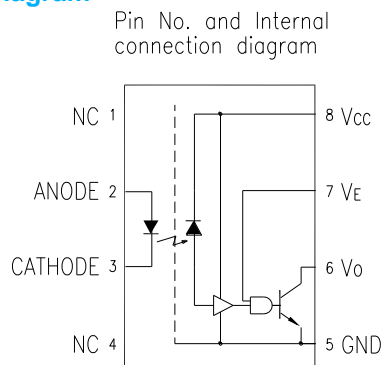 Pin No. and Internal
connection diagram
NC 1
8 Vcc
ANODE 2
7 VE
CATHODE 3
6 Vo
NC 4
5 GND